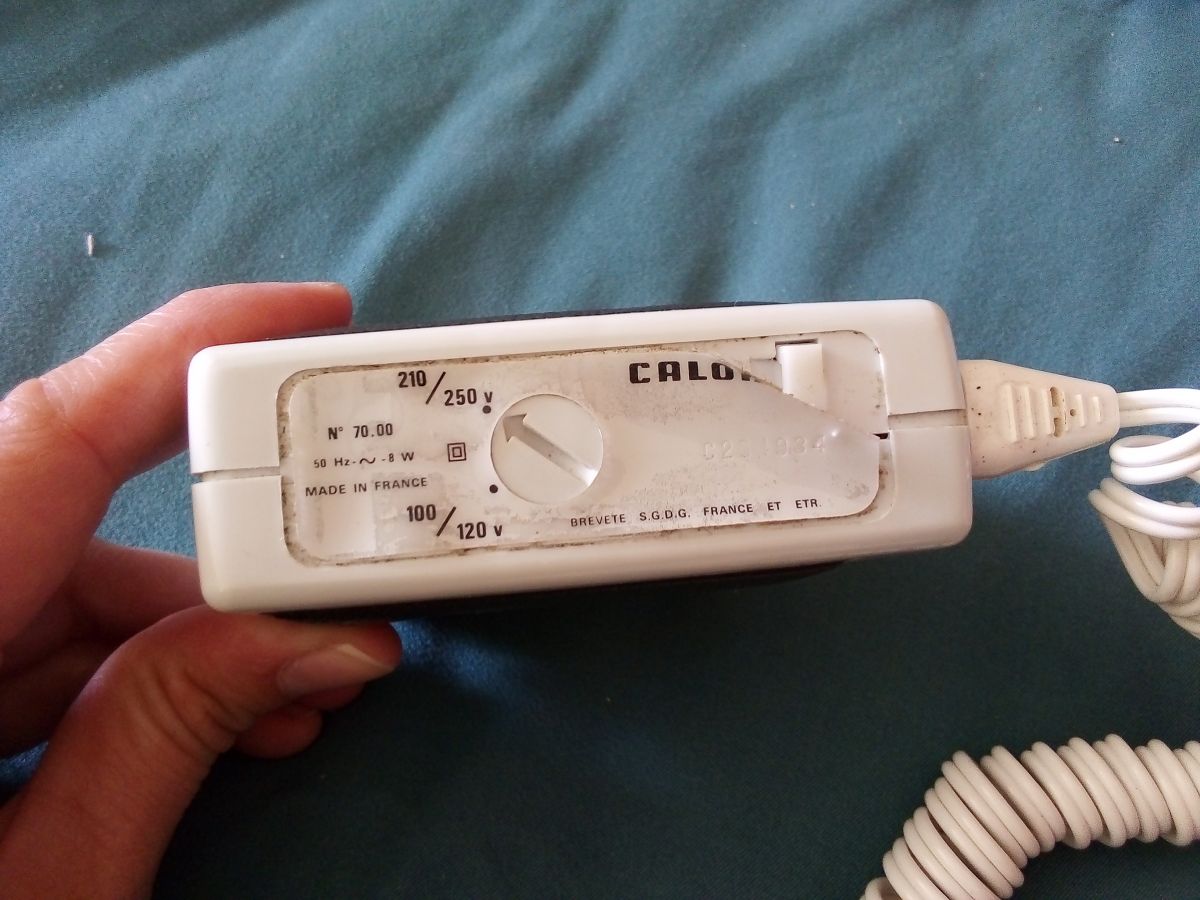 210/250 v
CALO
N° 70.00
50 Hz-~-8 W
MADE IN FRANCE
100/120 v
BREVETE S.G.D.G. FRANCE ET ETR.